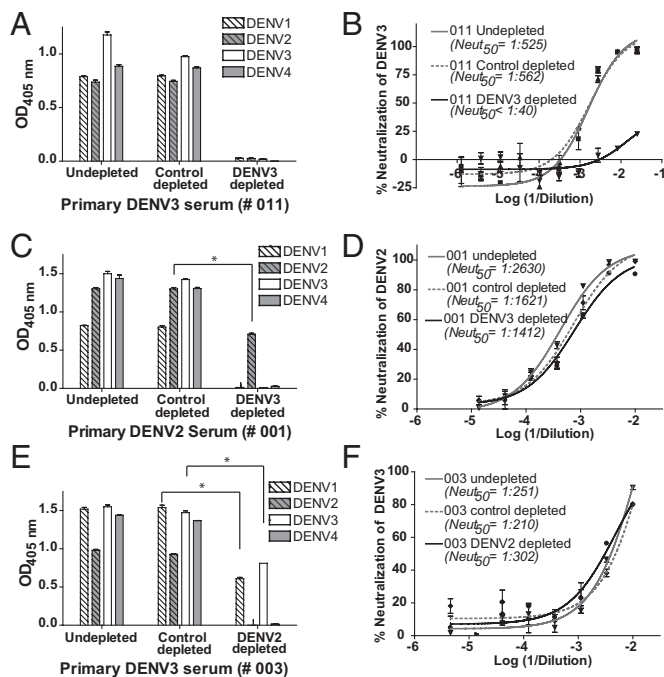 A
DENV1
DENV2
DENV3
DENV4
OD405 nm
1.0
0.5
0.0
Undepleted
Control depleted
DENV3 depleted
Primary DENV3 serum (# 011)
B
% Neutralization of DENV3
011 Undepleted
(Neut50= 1:525)
011 Control depleted
(Neut50= 1:562)
011 DENV3 depleted
(Neut50< 1:40)
100
75
50
25
0
-25
-6
-5
-4
-3
-2
-1
Log (1/Dilution)
C
DENV1
DENV2
DENV3
DENV4
*
OD405 nm
1.5
1.0
0.5
0.0
Undepleted
Control depleted
DENV3 depleted
Primary DENV2 Serum (# 001)
D
% Neutralization of DENV2
001 undepleted
(Neut50= 1:2630)
001 control depleted
(Neut50= 1:1621)
001 DENV3 depleted
(Neut50= 1:1412)
100
80
60
40
20
0
-6
-5
-4
-3
-2
-1
Log (1/Dilution)
E
DENV1
DENV2
DENV3
DENV4
*
*
OD405 nm
2.0
1.5
1.0
0.5
0.0
Undepleted
Control depleted
DENV2 depleted
Primary DENV3 serum (# 003)
F
% Neutralization of DENV3
003 undepleted
(Neut50= 1:251)
003 control depleted
(Neut50= 1:210)
003 DENV2 depleted
(Neut50= 1:302)
100
80
60
40
20
0
-6
-5
-4
-3
-2
-1
Log (1/Dilution)